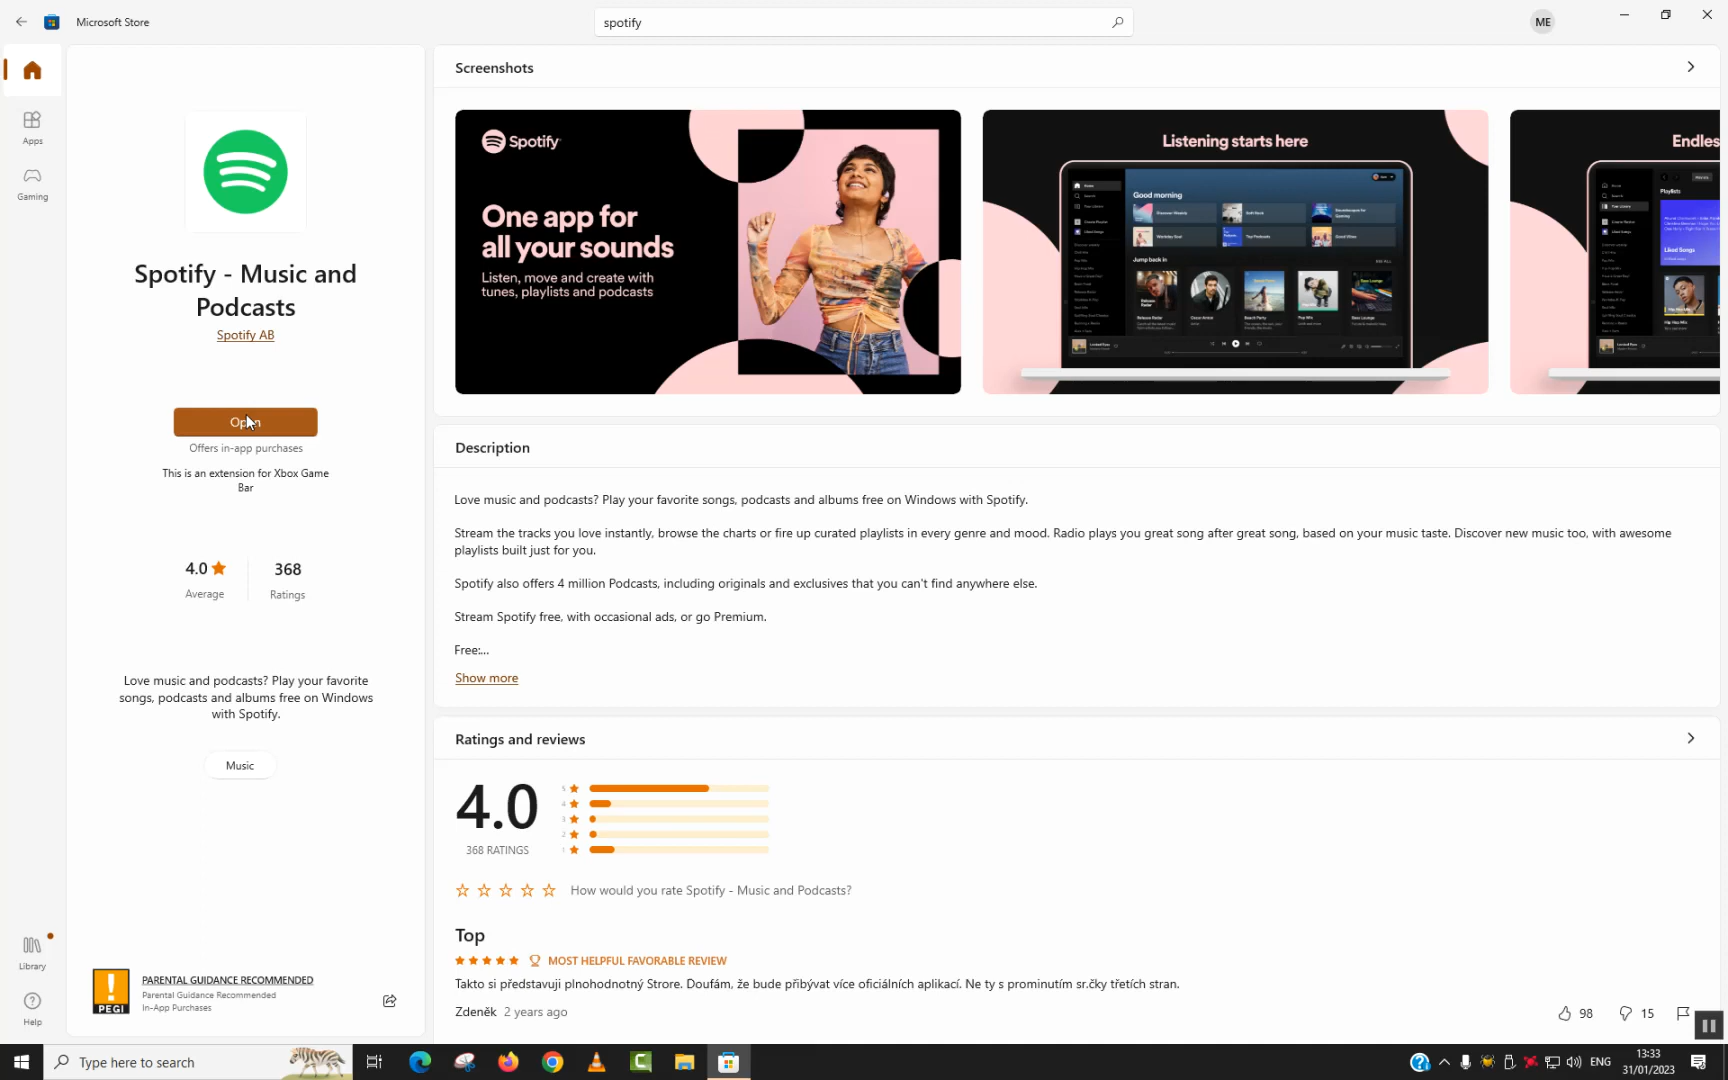 Microsoft Store
spotify
ME
Apps
Gaming
Library
Help
Spotify - Music and
Podcasts
Spotify AB
Open
Offers in-app purchases
This is an extension for Xbox Game
Bar
4.0
Average
368
Ratings
Love music and podcasts? Play your favorite
songs, podcasts and albums free on Windows
with Spotify.
Music
PEGI
PARENTAL GUIDANCE RECOMMENDED
Parental Guidance Recommended
In-App Purchases
Screenshots
Spotify
One app for
all your sounds
Listen, move and create with
tunes, playlists and podcasts
Listening starts here
Good morning
Jump back in
Endles
Playlists
Liked Songs
Description
Love music and podcasts? Play your favorite songs, podcasts and albums free on Windows with Spotify.
Stream the tracks you love instantly, browse the charts or fire up curated playlists in every genre and mood. Radio plays you great song after great song, based on your music taste. Discover new music too, with awesome
playlists built just for you.
Spotify also offers 4 million Podcasts, including originals and exclusives that you can't find anywhere else.
Stream Spotify free, with occasional ads, or go Premium.
Free:...
Show more
Ratings and reviews
4.0
368 RATINGS
5
4
3
2
1
How would you rate Spotify - Music and Podcasts?
Top
MOST HELPFUL FAVORABLE REVIEW
Takto si představuji plnohodnotný Strore. Doufám, že bude přibývat více oficiálních aplikací. Ne ty s prominutím sr.čky třetích stran.
Zdeněk 2 years ago
98
15
Type here to search
ENG
13:33
31/01/2023